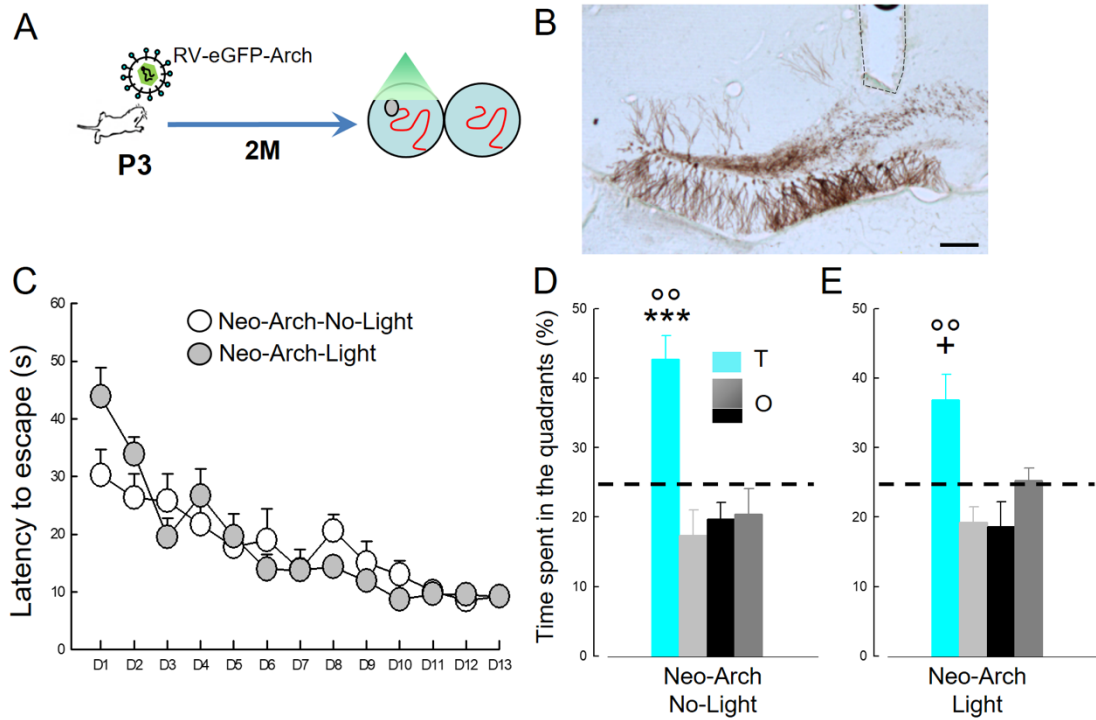 A
RV-eGFP-Arch
P3
2M
B
C
Latency to escape (s)
60
50
40
30
20
10
0
Neo-Arch-No-Light
Neo-Arch-Light
D1 D2 D3 D4 D5 D6 D7 D8 D9 D10 D11 D12 D13
D
Time spent in the quadrants (%)
50
40
30
20
10
0
°°
***
T
O
Neo-Arch
No-Light
E
50
40
30
20
10
0
°°
+
Neo-Arch
Light